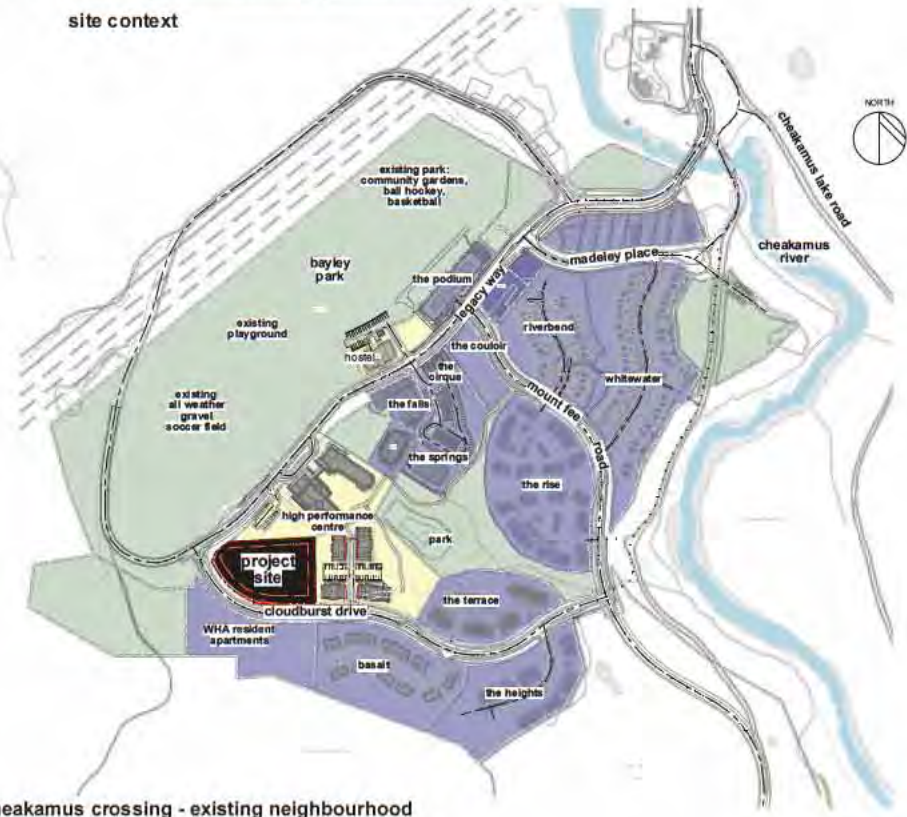 site context
NORTH
cheakamus lake road
existing park:
community gardens,
ball hockey,
basketball
cheakamus
river
madeley place
bayley
park
the podium
legacy way
existing
playground
riverbend
hostel
the couloir
the
cirque
whitewater
existing
all weather
gravel
soccer field
the falls
mount fee
road
the springs
the rise
high performance
centre
park
project
site
the terrace
cloudburst drive
WHA resident
apartments
basalt
the heights
heakamus crossing - existing neighbourhood